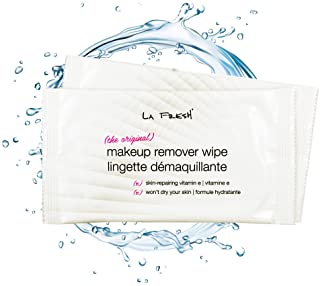 LA FRESH
(the original)
makeup remover wipe
lingette démaquillante
skin-repairing vitamin e | vitamine e
won't dry your skin | formule hydratante